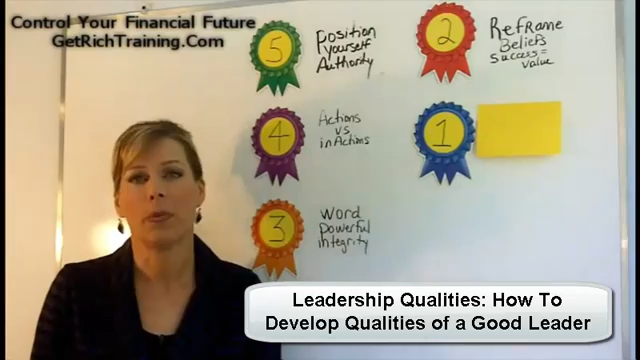 Control Your Financial Future
GetRichTraining.Com
5
Position
Yourself
Authority
4
Actions
vs
inActions
3
Word
Powerful
integrity
2
Reframe
Beliefs
Success=
value
1
Leadership Qualities: How To
Develop Qualities of a Good Leader